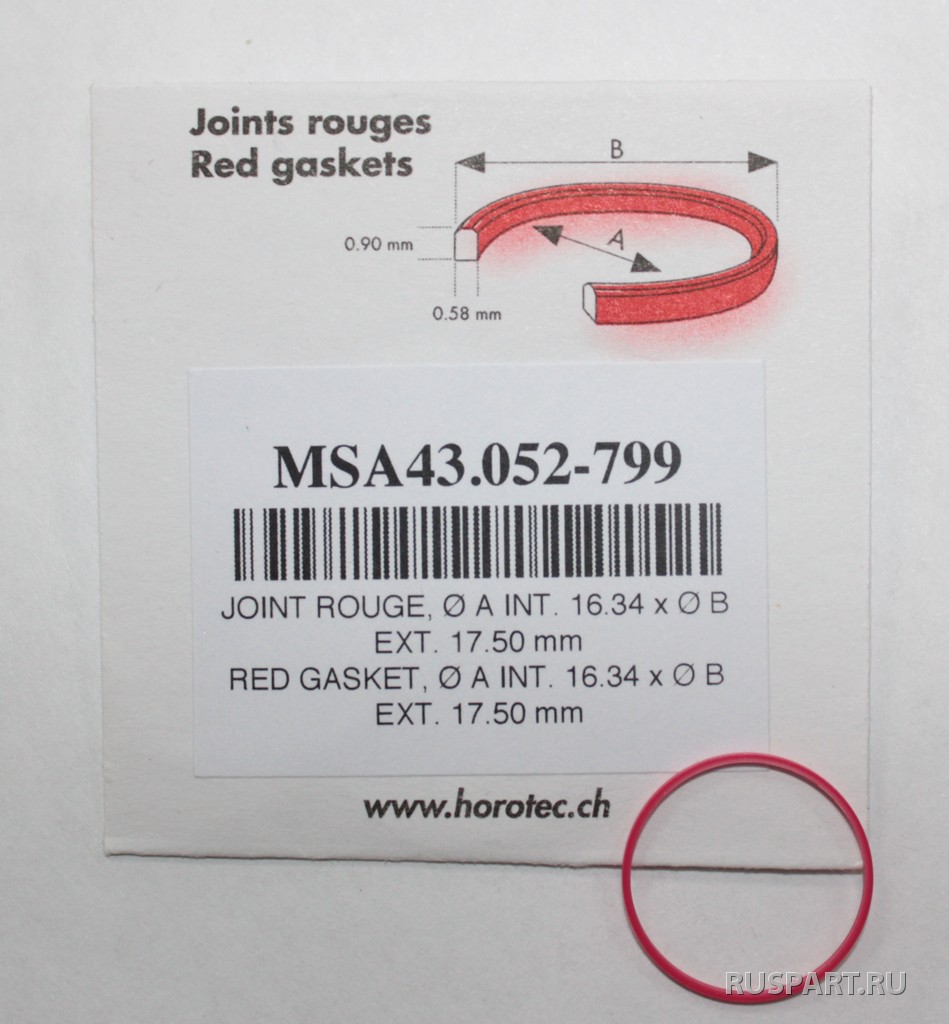 Joints rouges
Red gaskets
B
0.90 mm
A
0.58 mm
MSA43.052-799
JOINT ROUGE, Ø A INT. 16.34 x Ø B
EXT. 17.50 mm
RED GASKET, Ø A INT. 16.34 x Ø B
EXT. 17.50 mm
www.horotec.ch
RUSPART.RU